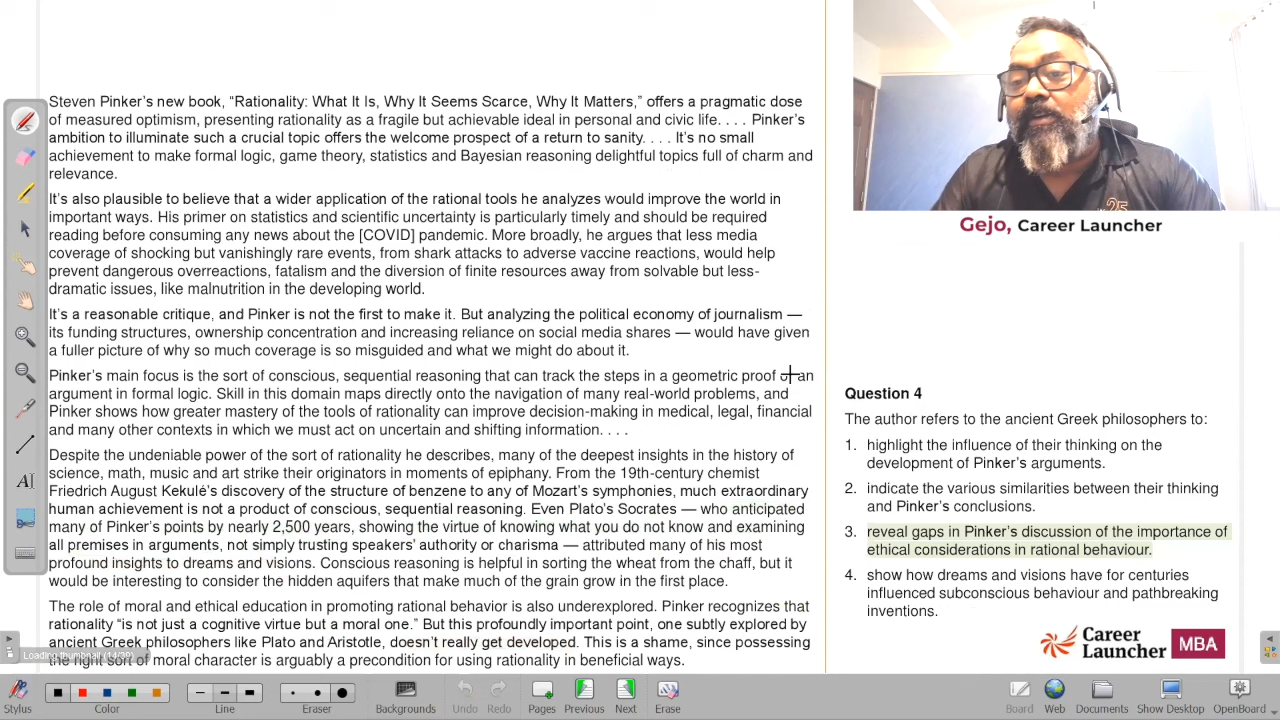 Steven Pinker's new book, “Rationality: What It Is, Why It Seems Scarce, Why It Matters,” offers a pragmatic dose
of measured optimism, presenting rationality as a fragile but achievable ideal in personal and civic life. . . . Pinker's
ambition to illuminate such a crucial topic offers the welcome prospect of a return to sanity. . . . It's no small
achievement to make formal logic, game theory, statistics and Bayesian reasoning delightful topics full of charm and
relevance.
It's also plausible to believe that a wider application of the rational tools he analyzes would improve the world in
important ways. His primer on statistics and scientific uncertainty is particularly timely and should be required
reading before consuming any news about the [COVID] pandemic. More broadly, he argues that less media
coverage of shocking but vanishingly rare events, from shark attacks to adverse vaccine reactions, would help
prevent dangerous overreactions, fatalism and the diversion of finite resources away from solvable but less-
dramatic issues, like malnutrition in the developing world.
It's a reasonable critique, and Pinker is not the first to make it. But analyzing the political economy of journalism —
its funding structures, ownership concentration and increasing reliance on social media shares — would have given
a fuller picture of why so much coverage is so misguided and what we might do about it.
Pinker's main focus is the sort of conscious, sequential reasoning that can track the steps in a geometric proof or an
argument in formal logic. Skill in this domain maps directly onto the navigation of many real-world problems, and
Pinker shows how greater mastery of the tools of rationality can improve decision-making in medical, legal, financial
and many other contexts in which we must act on uncertain and shifting information. . . .
Despite the undeniable power of the sort of rationality he describes, many of the deepest insights in the history of
science, math, music and art strike their originators in moments of epiphany. From the 19th-century chemist
Friedrich August Kekulé's discovery of the structure of benzene to any of Mozart's symphonies, much extraordinary
human achievement is not a product of conscious, sequential reasoning. Even Plato's Socrates — who anticipated
many of Pinker's points by nearly 2,500 years, showing the virtue of knowing what you do not know and examining
all premises in arguments, not simply trusting speakers' authority or charisma — attributed many of his most
profound insights to dreams and visions. Conscious reasoning is helpful in sorting the wheat from the chaff, but it
would be interesting to consider the hidden aquifers that make much of the grain grow in the first place.
The role of moral and ethical education in promoting rational behavior is also underexplored. Pinker recognizes that
rationality “is not just a cognitive virtue but a moral one.” But this profoundly important point, one subtly explored by
ancient Greek philosophers like Plato and Aristotle, doesn't really get developed. This is a shame, since possessing
the right sort of moral character is arguably a precondition for using rationality in beneficial ways.
Loading thumbnail (14/39)
25
Gejo, Career Launcher
Question 4
The author refers to the ancient Greek philosophers to:
1. highlight the influence of their thinking on the
development of Pinker's arguments.
2. indicate the various similarities between their thinking
and Pinker's conclusions.
3. reveal gaps in Pinker's discussion of the importance of
ethical considerations in rational behaviour.
4. show how dreams and visions have for centuries
influenced subconscious behaviour and pathbreaking
inventions.
Career
Launcher MBA
Stylus Color Line Eraser Backgrounds Undo Redo Pages Previous Next Erase Board Web Documents Show Desktop OpenBoard